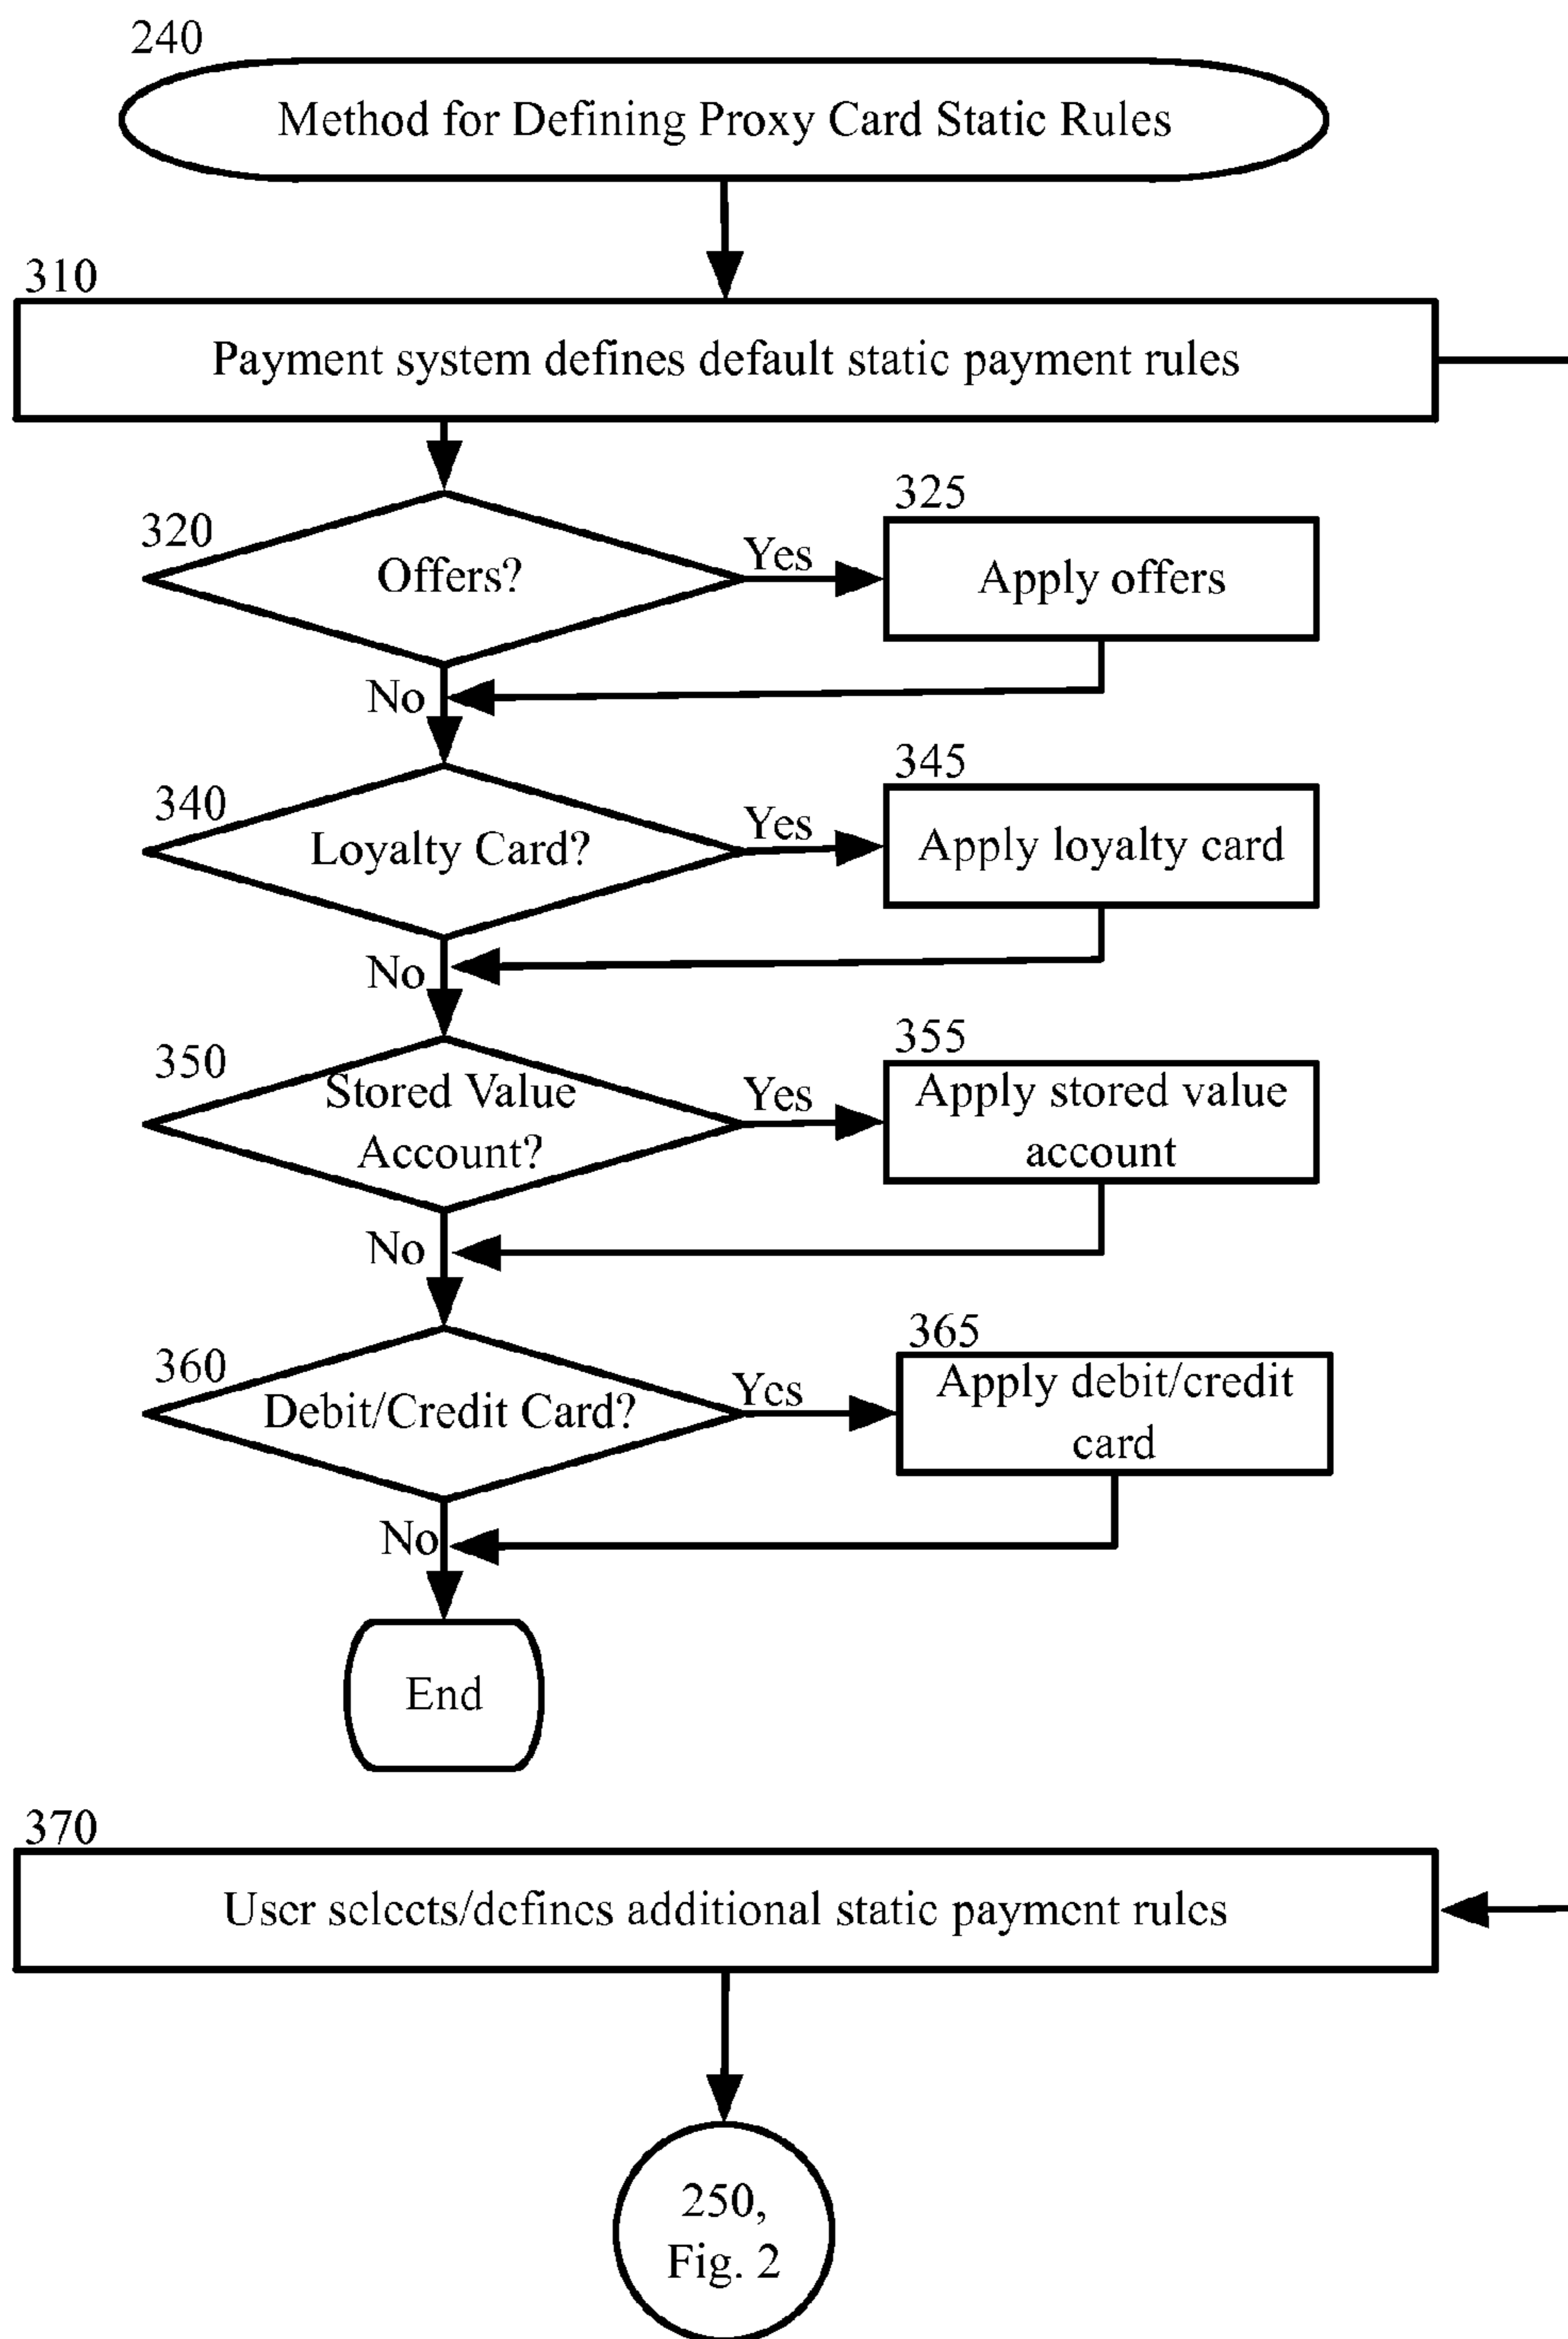 240
Method for Defining Proxy Card Static Rules
310
Payment system defines default static payment rules
320
Offers?
Yes
325
Apply offers
No
340
Loyalty Card?
Yes
345
Apply loyalty card
No
350
Stored Value
Account?
Yes
355
Apply stored value
account
No
360
Debit/Credit Card?
Yes
365
Apply debit/credit
card
No
End
370
User selects/defines additional static payment rules
250,
Fig. 2